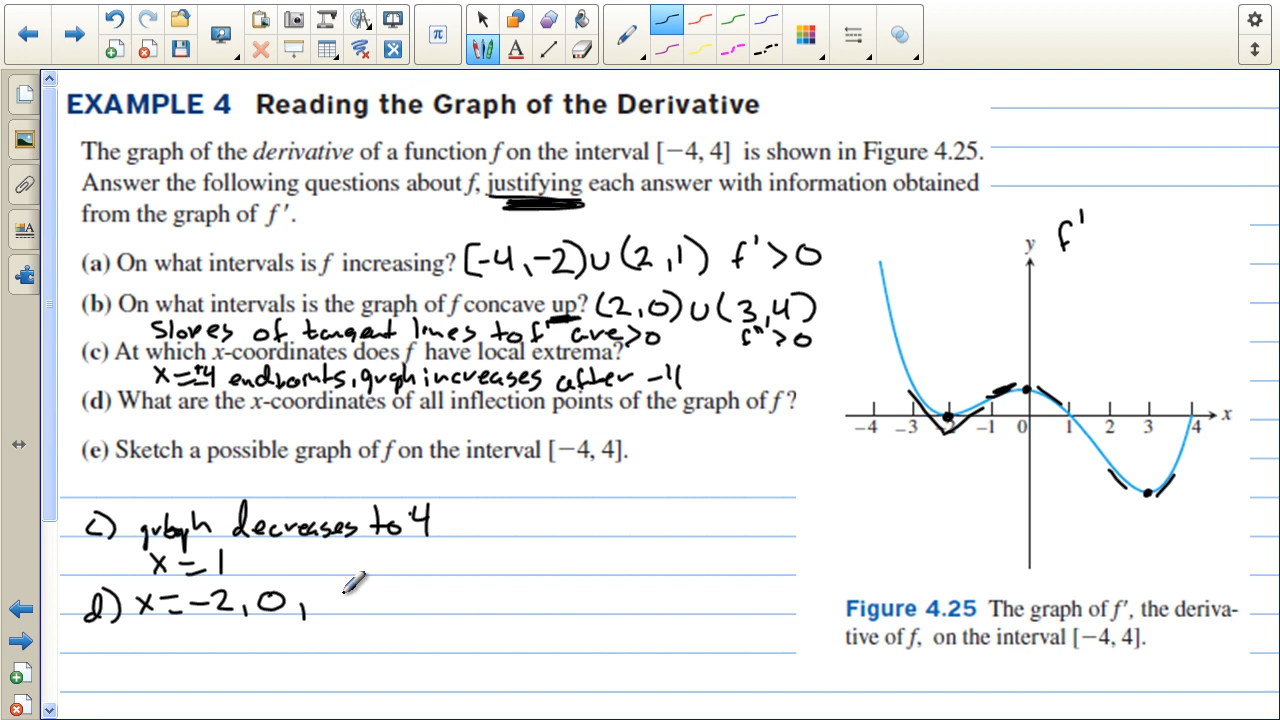 EXAMPLE 4 Reading the Graph of the Derivative
The graph of the derivative of a function f on the interval [−4, 4] is shown in Figure 4.25.
Answer the following questions about f, justifying each answer with information obtained
from the graph of f′.
(a) On what intervals is f increasing? [-4,-2)∪(2,1) f'>0
(b) On what intervals is the graph of f concave up? (2,0)∪(3,4)
Slopes of tangent lines to f' are>0 f''>0
(c) At which x-coordinates does f have local extrema?
x=±4 endpoints, graph increases after -4
(d) What are the x-coordinates of all inflection points of the graph of f?
(e) Sketch a possible graph of f on the interval [−4, 4].
c) graph decreases to 4
x=1
d) x=-2, 0,
f'
y
−4 −3 −2 −1 0 1 2 3 4 x
Figure 4.25 The graph of f′, the deriva-
tive of f, on the interval [−4, 4].
π
A